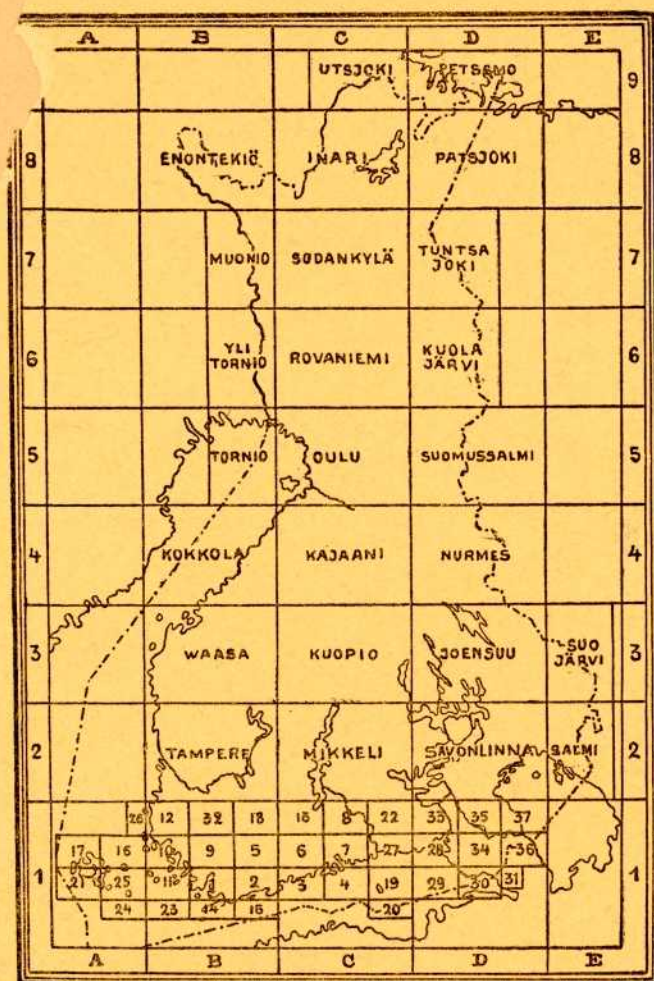 A B C D E
UTSJOKI PETSAMO 9
8 ENONTEKIÖ INARI PATSJOKI 8
7 MUONIO SODANKYLÄ TUNTSA 7
JOKI
6 YLI ROVANIEMI KUOLA 6
TORNIO JÄRVI
5 TORNIO OULU SUOMUSSALMI 5
4 KOKKOLA KAJAANI NURMES 4
3 WAASA KUOPIO JOENSUU SUO 3
JÄRVI
2 TAMPERE MIKKELI SAVONLINNA SALMI 2
26 12 32 13 18 8 22 33 35 37
17 16 10 9 5 6 7 27 28 34 36
1 21 25 11 2 3 4 19 29 30 31 1
24 23 14 15 20
A B C D E